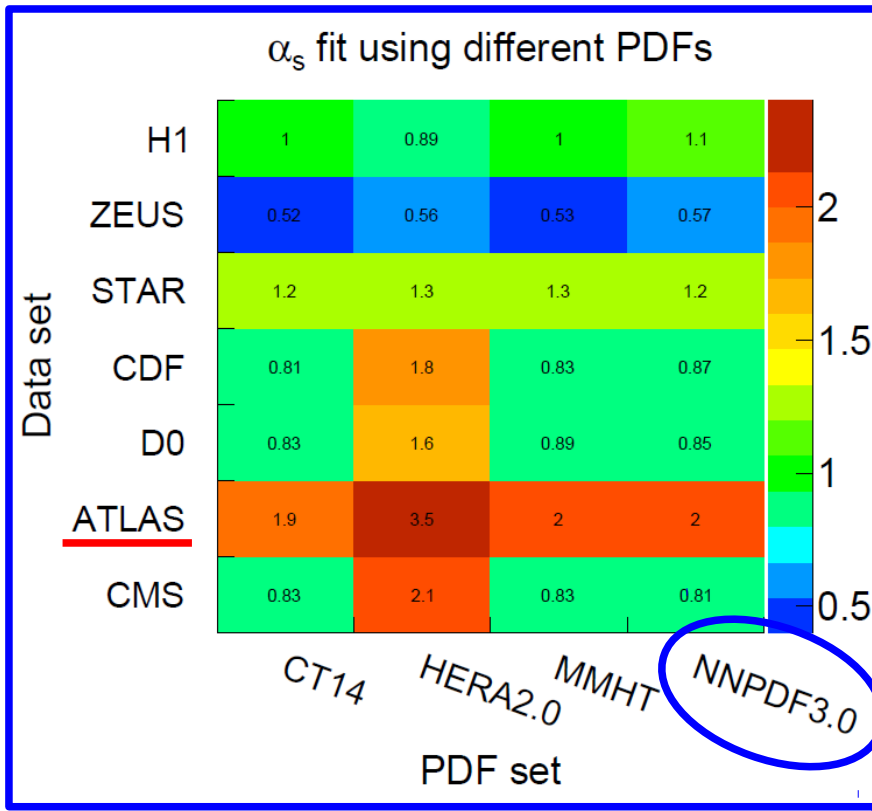 αs fit using different PDFs
H1 1 0.89 1 1.1
ZEUS 0.52 0.56 0.53 0.57
STAR 1.2 1.3 1.3 1.2
CDF 0.81 1.8 0.83 0.87
D0 0.83 1.6 0.89 0.85
ATLAS 1.9 3.5 2 2
CMS 0.83 2.1 0.83 0.81
Data set
2
1.5
1
0.5
CT14 HERA2.0 MMHT NNPDF3.0
PDF set